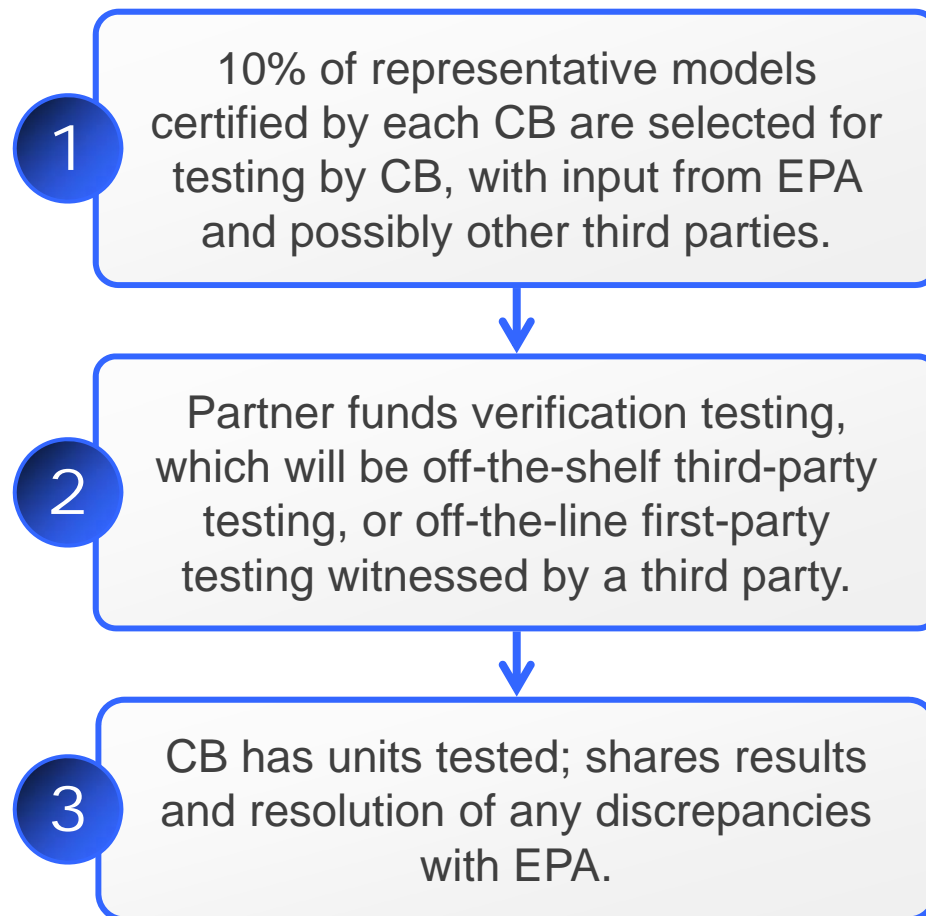 1
10% of representative models
certified by each CB are selected for
testing by CB, with input from EPA
and possibly other third parties.
2
Partner funds verification testing,
which will be off-the-shelf third-party
testing, or off-the-line first-party
testing witnessed by a third party.
3
CB has units tested; shares results
and resolution of any discrepancies
with EPA.